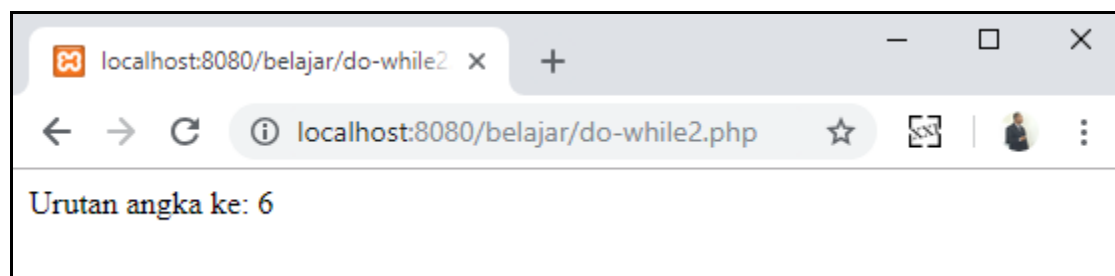 localhost:8080/belajar/do-while2
localhost:8080/belajar/do-while2.php
Urutan angka ke: 6